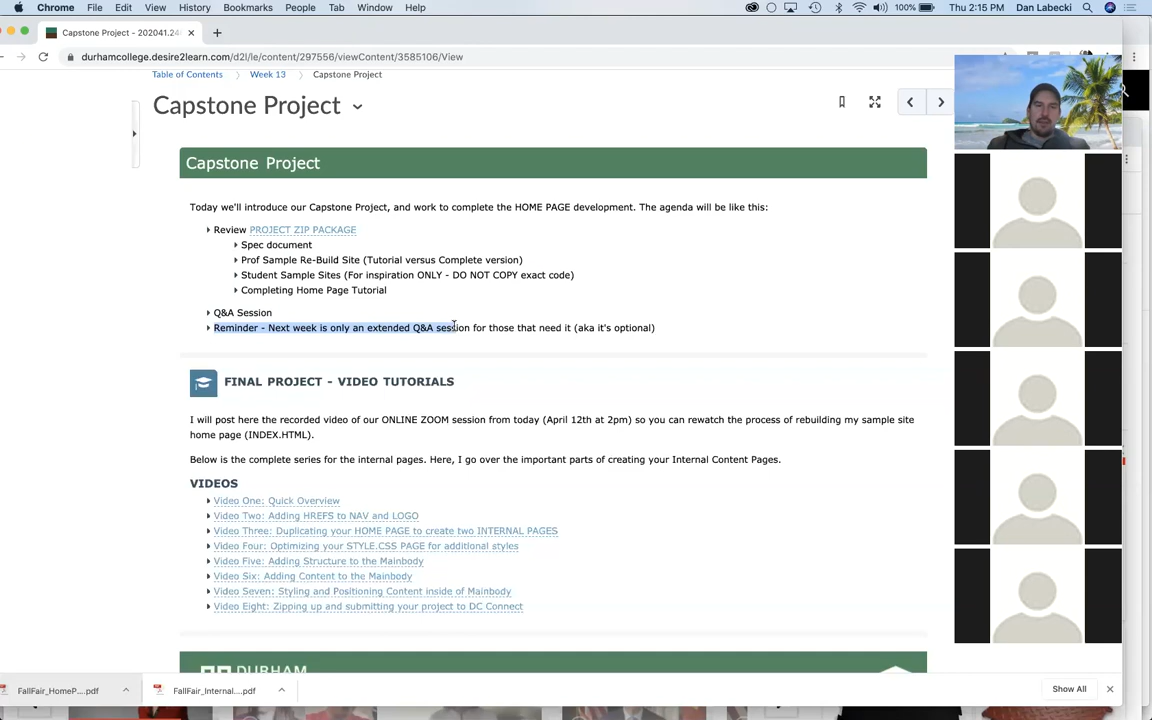 Chrome File Edit View History Bookmarks People Tab Window Help 100% Thu 2:15 PM Dan Labecki
Capstone Project - 202041.24
durhamcollege.desire2learn.com/d2l/le/content/297556/viewContent/3585106/View
Table of Contents Week 13 Capstone Project
Capstone Project
Capstone Project
Today we'll introduce our Capstone Project, and work to complete the HOME PAGE development. The agenda will be like this:
Review PROJECT ZIP PACKAGE
Spec document
Prof Sample Re-Build Site (Tutorial versus Complete version)
Student Sample Sites (For inspiration ONLY - DO NOT COPY exact code)
Completing Home Page Tutorial
Q&A Session
Reminder - Next week is only an extended Q&A session for those that need it (aka it's optional)
FINAL PROJECT - VIDEO TUTORIALS
I will post here the recorded video of our ONLINE ZOOM session from today (April 12th at 2pm) so you can rewatch the process of rebuilding my sample site
home page (INDEX.HTML).
Below is the complete series for the internal pages. Here, I go over the important parts of creating your Internal Content Pages.
VIDEOS
Video One: Quick Overview
Video Two: Adding HREFS to NAV and LOGO
Video Three: Duplicating your HOME PAGE to create two INTERNAL PAGES
Video Four: Optimizing your STYLE.CSS PAGE for additional styles
Video Five: Adding Structure to the Mainbody
Video Six: Adding Content to the Mainbody
Video Seven: Styling and Positioning Content inside of Mainbody
Video Eight: Zipping up and submitting your project to DC Connect
DURHAM
FallFair_HomeP....pdf FallFair_Internal....pdf Show All